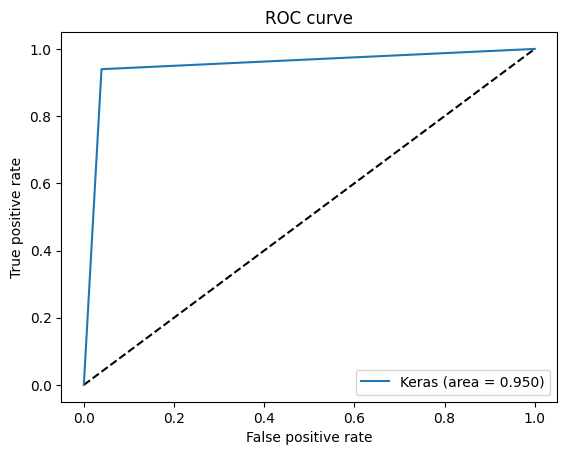 ROC curve
1.0
0.8
0.6
0.4
0.2
0.0
True positive rate
Keras (area = 0.950)
0.0 0.2 0.4 0.6 0.8 1.0
False positive rate